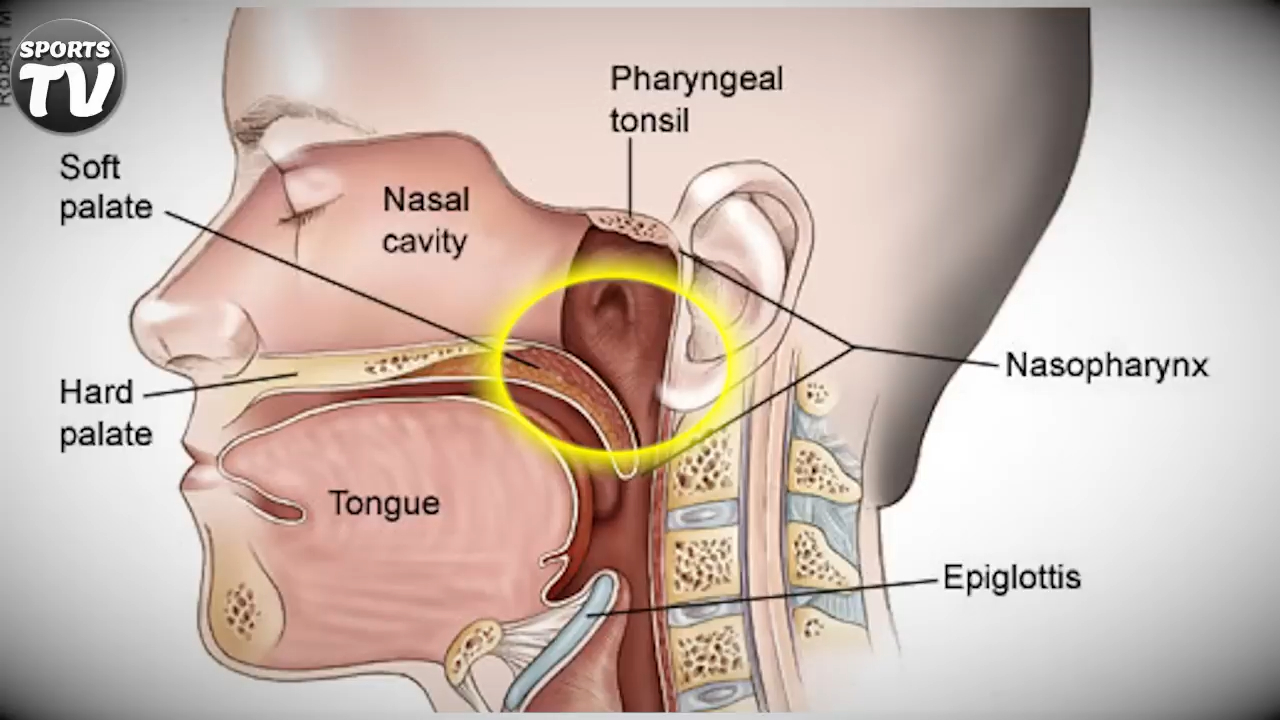 SPORTS
TV
Pharyngeal
tonsil
Soft
palate
Nasal
cavity
Nasopharynx
Hard
palate
Tongue
Epiglottis